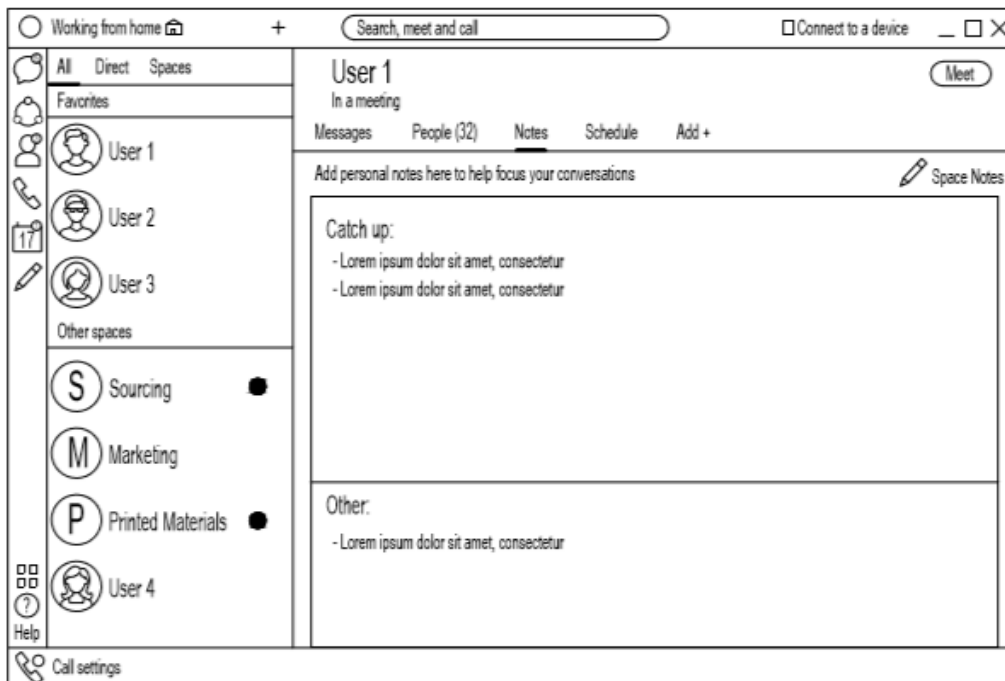 Working from home
+
Search, meet and call
Connect to a device
All Direct Spaces
Favorites
User 1
User 2
User 3
Other spaces
S Sourcing
M Marketing
P Printed Materials
User 4
17
?
Help
Call settings
User 1
In a meeting
Meet
Messages People (32) Notes Schedule Add +
Add personal notes here to help focus your conversations
Space Notes
Catch up:
- Lorem ipsum dolor sit amet, consectetur
- Lorem ipsum dolor sit amet, consectetur
Other:
- Lorem ipsum dolor sit amet, consectetur